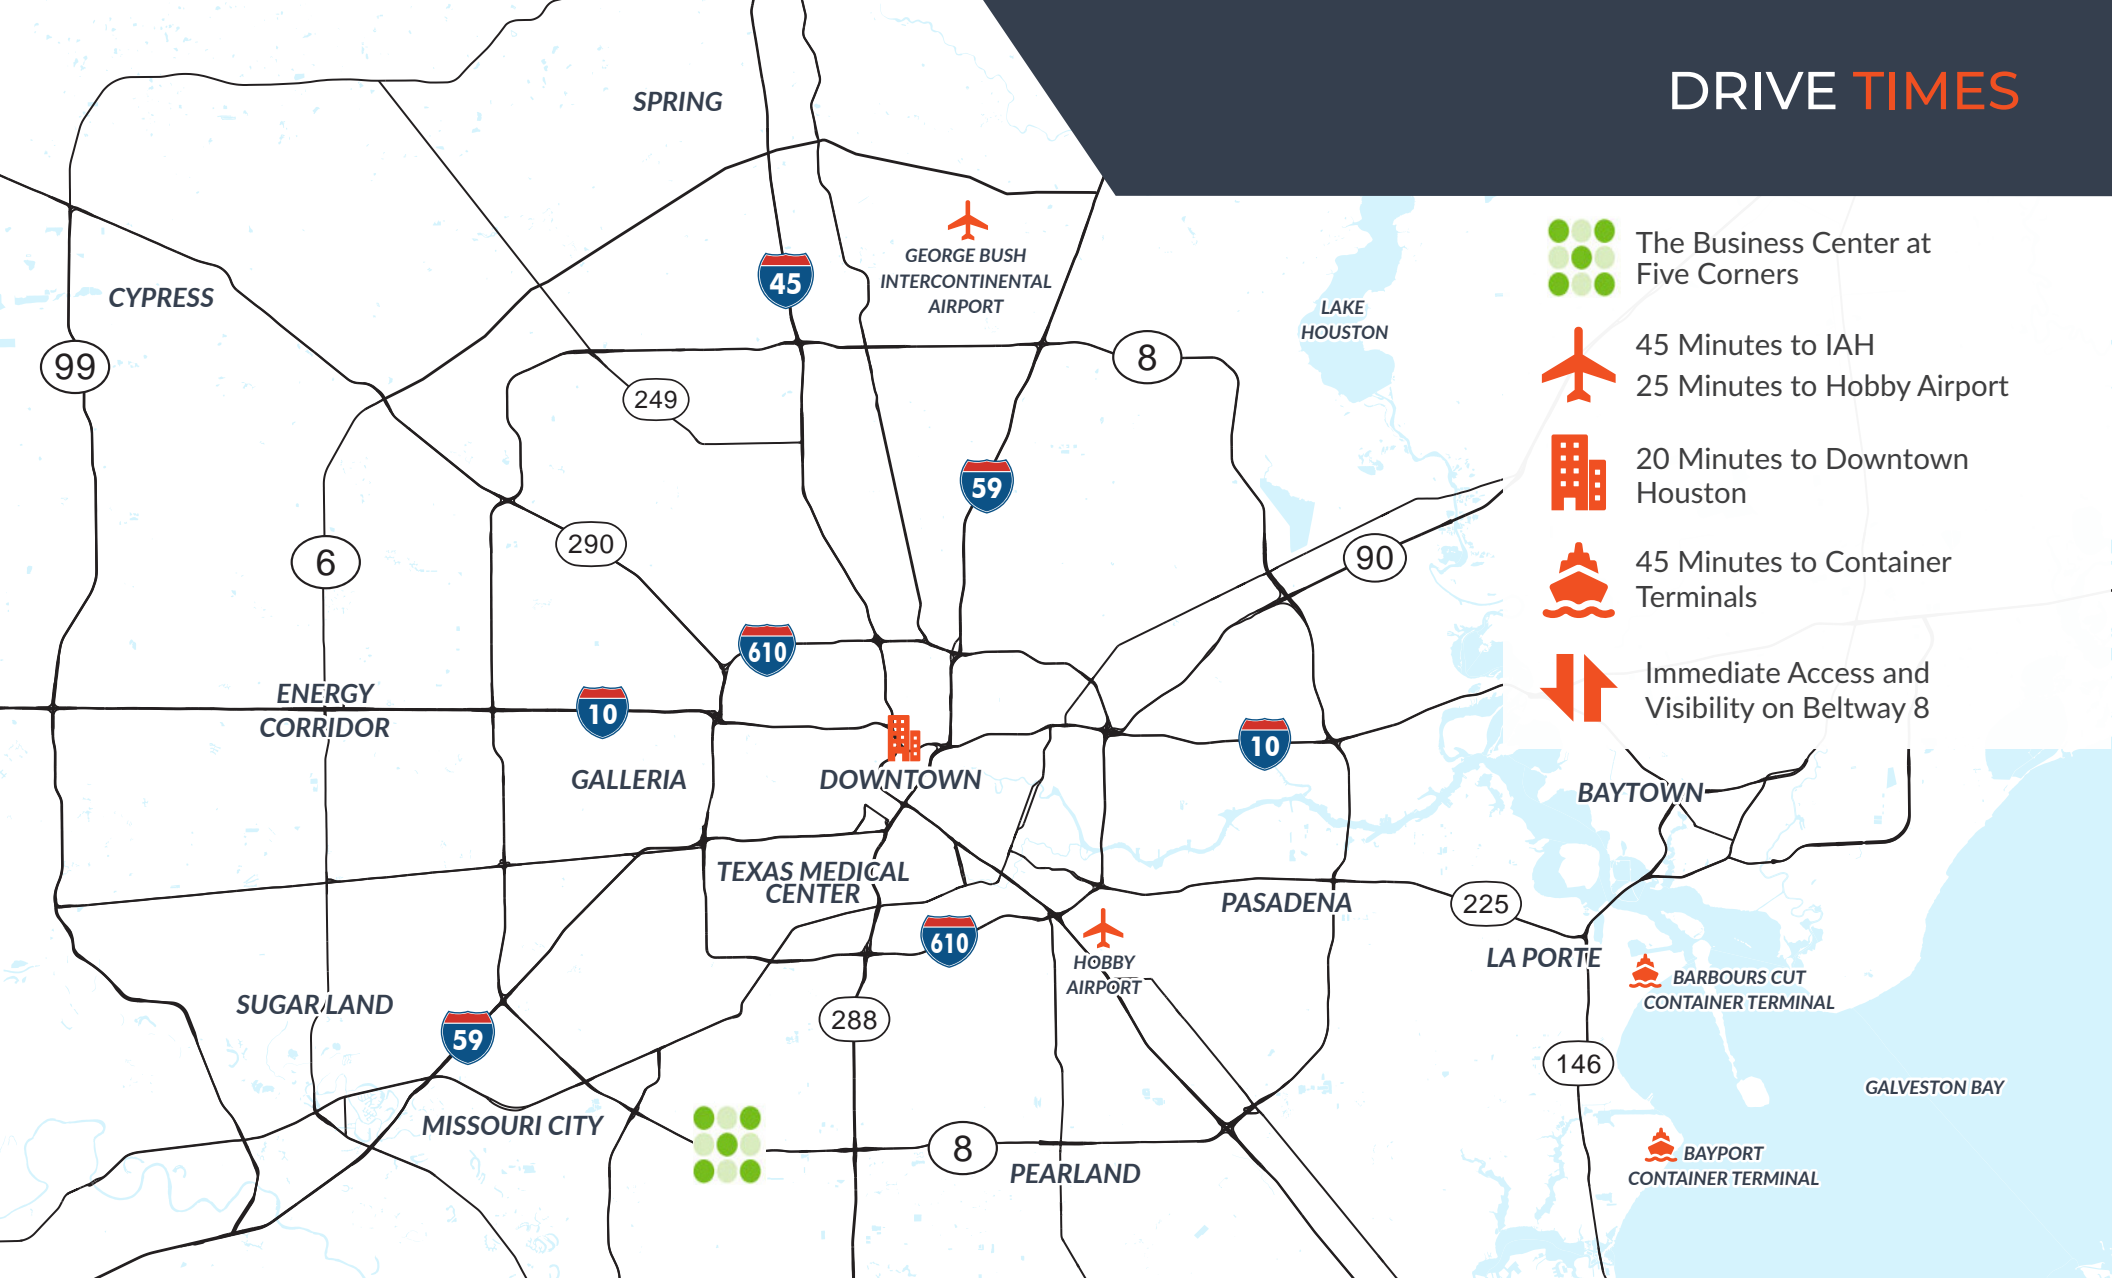 DRIVE TIMES
SPRING
GEORGE BUSH
INTERCONTINENTAL
AIRPORT
45
CYPRESS
LAKE
HOUSTON
99
8
249
59
290
6
90
610
ENERGY
CORRIDOR
10
10
GALLERIA
DOWNTOWN
BAYTOWN
TEXAS MEDICAL
CENTER
PASADENA
225
610
HOBBY
AIRPORT
LA PORTE
BARBOURS CUT
CONTAINER TERMINAL
SUGAR LAND
59
288
146
GALVESTON BAY
MISSOURI CITY
8
PEARLAND
BAYPORT
CONTAINER TERMINAL
The Business Center at
Five Corners
45 Minutes to IAH
25 Minutes to Hobby Airport
20 Minutes to Downtown
Houston
45 Minutes to Container
Terminals
Immediate Access and
Visibility on Beltway 8